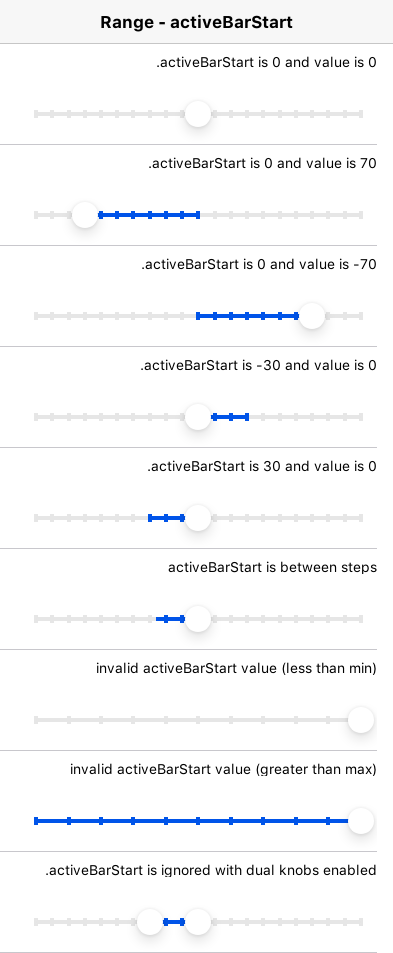 Range - activeBarStart
.activeBarStart is 0 and value is 0
.activeBarStart is 0 and value is 70
.activeBarStart is 0 and value is -70
.activeBarStart is -30 and value is 0
.activeBarStart is 30 and value is 0
activeBarStart is between steps
invalid activeBarStart value (less than min)
invalid activeBarStart value (greater than max)
.activeBarStart is ignored with dual knobs enabled